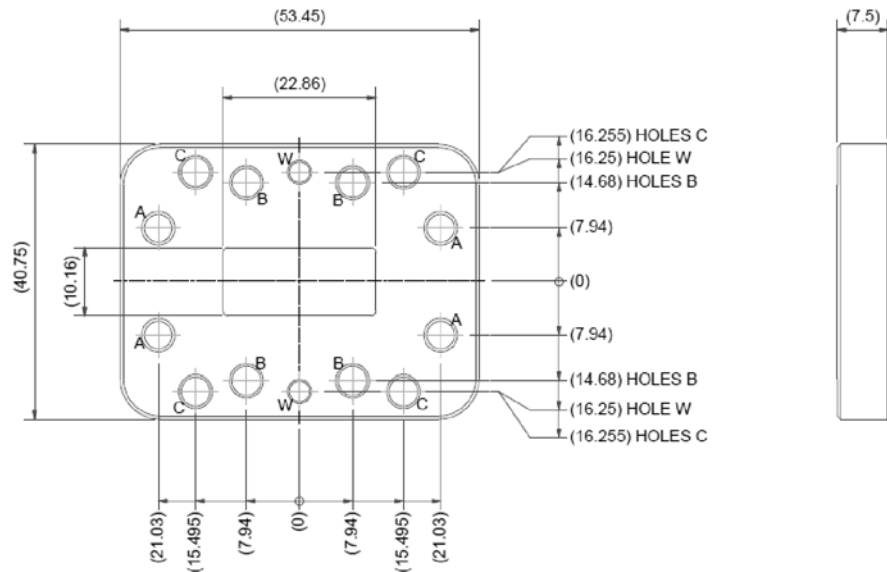 (53.45)
(7.5)
(22.86)
(16.255) HOLES C
(16.25) HOLE W
(14.68) HOLES B
C
W
C
B
B
A
A
(7.94)
(40.75)
(10.16)
(0)
A
A
(7.94)
B
B
C
W
C
(14.68) HOLES B
(16.25) HOLE W
(16.255) HOLES C
(21.03)
(15.495)
(7.94)
(0)
(7.94)
(15.495)
(21.03)